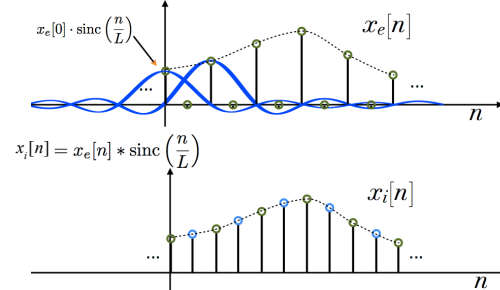 x_e[0] · sinc(n/L)
x_e[n]
...
...
n
x_i[n] = x_e[n] * sinc(n/L)
x_i[n]
...
...
n